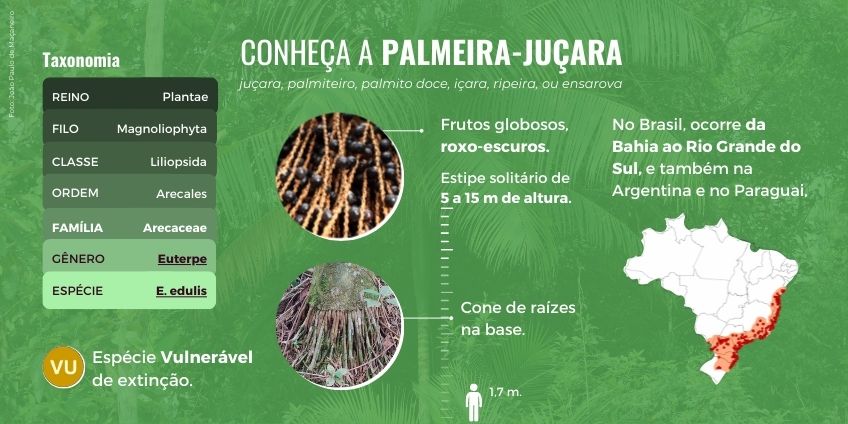 Foto: João Paulo de Maçaneiro
CONHEÇA A PALMEIRA-JUÇARA
juçara, palmiteiro, palmito doce, içara, ripeira, ou ensarova
Taxonomia
REINO Plantae
FILO Magnoliophyta
CLASSE Liliopsida
ORDEM Arecales
FAMÍLIA Arecaceae
GÊNERO Euterpe
ESPÉCIE E. edulis
VU
Espécie Vulnerável
de extinção.
Frutos globosos,
roxo-escuros.
Estipe solitário de
5 a 15 m de altura.
Cone de raízes
na base.
1,7 m.
No Brasil, ocorre da
Bahia ao Rio Grande do
Sul, e também na
Argentina e no Paraguai.